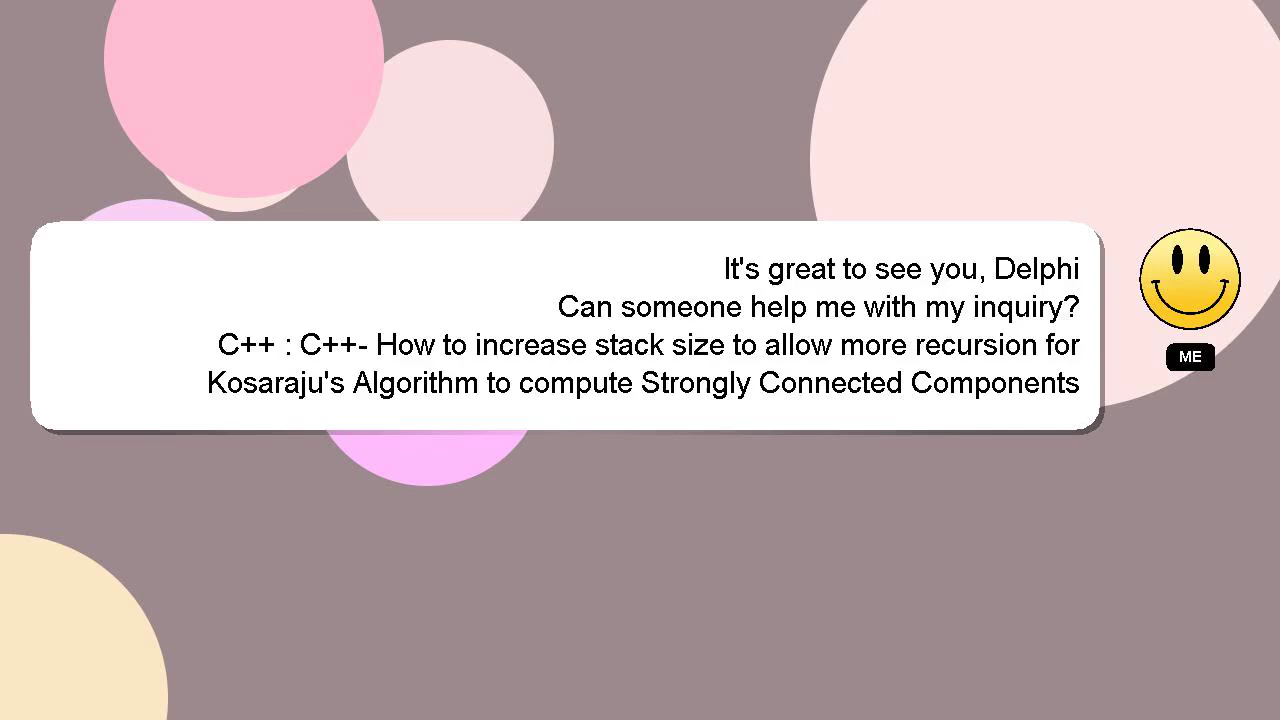 It's great to see you, Delphi
Can someone help me with my inquiry?
C++ : C++- How to increase stack size to allow more recursion for
Kosaraju's Algorithm to compute Strongly Connected Components
ME